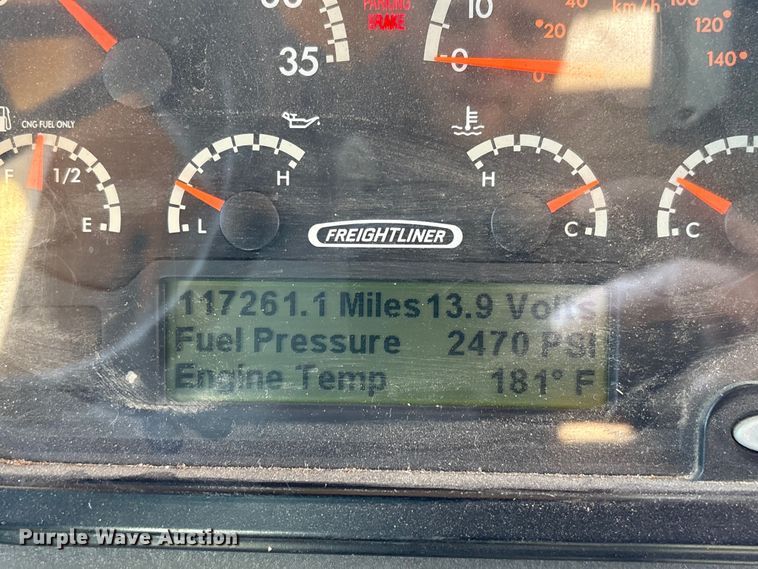 PARKING
BRAKE
35
10
0
km/h
0
20
40
100
120
140
CNG FUEL ONLY
F
1/2
E
L
H
H
C
C
FREIGHTLINER
117261.1 Miles 13.9 Volts
Fuel Pressure 2470 PSI
Engine Temp 181° F
Purple Wave Auction